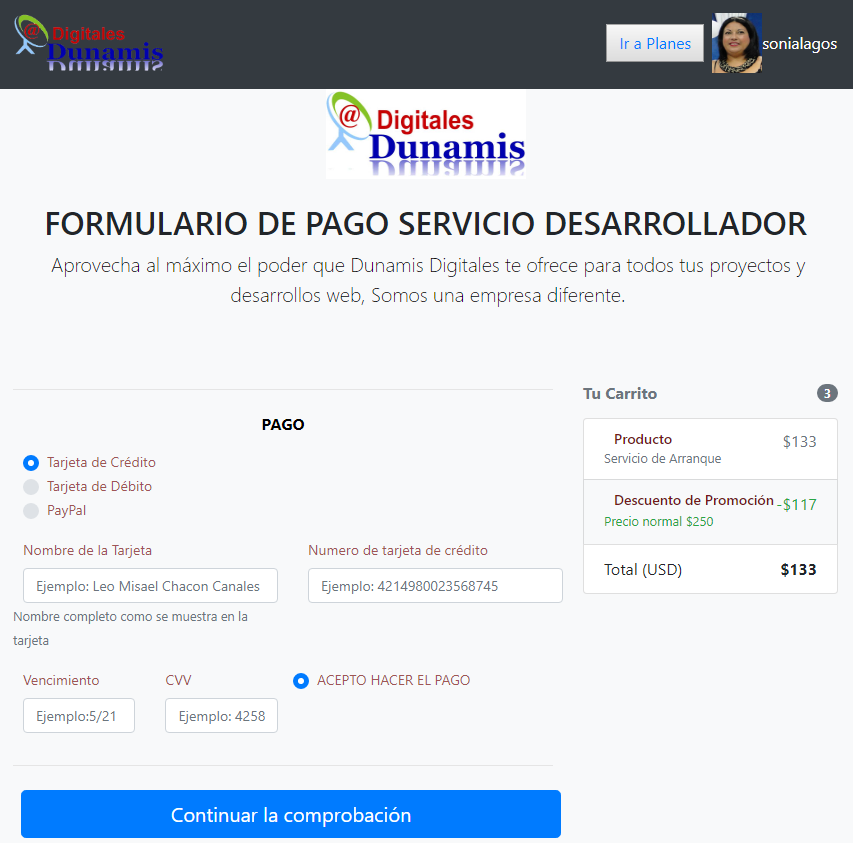 @
Digitales
Dunamis
Ir a Planes
sonialagos
@
Digitales
Dunamis
FORMULARIO DE PAGO SERVICIO DESARROLLADOR
Aprovecha al máximo el poder que Dunamis Digitales te ofrece para todos tus proyectos y
desarrollos web, Somos una empresa diferente.
PAGO
Tarjeta de Crédito
Tarjeta de Débito
PayPal
Nombre de la Tarjeta
Numero de tarjeta de crédito
Ejemplo: Leo Misael Chacon Canales
Ejemplo: 4214980023568745
Nombre completo como se muestra en la
tarjeta
Vencimiento
CVV
ACEPTO HACER EL PAGO
Ejemplo:5/21
Ejemplo: 4258
Continuar la comprobación
Tu Carrito
3
Producto
$133
Servicio de Arranque
Descuento de Promoción
-$117
Precio normal $250
Total (USD)
$133